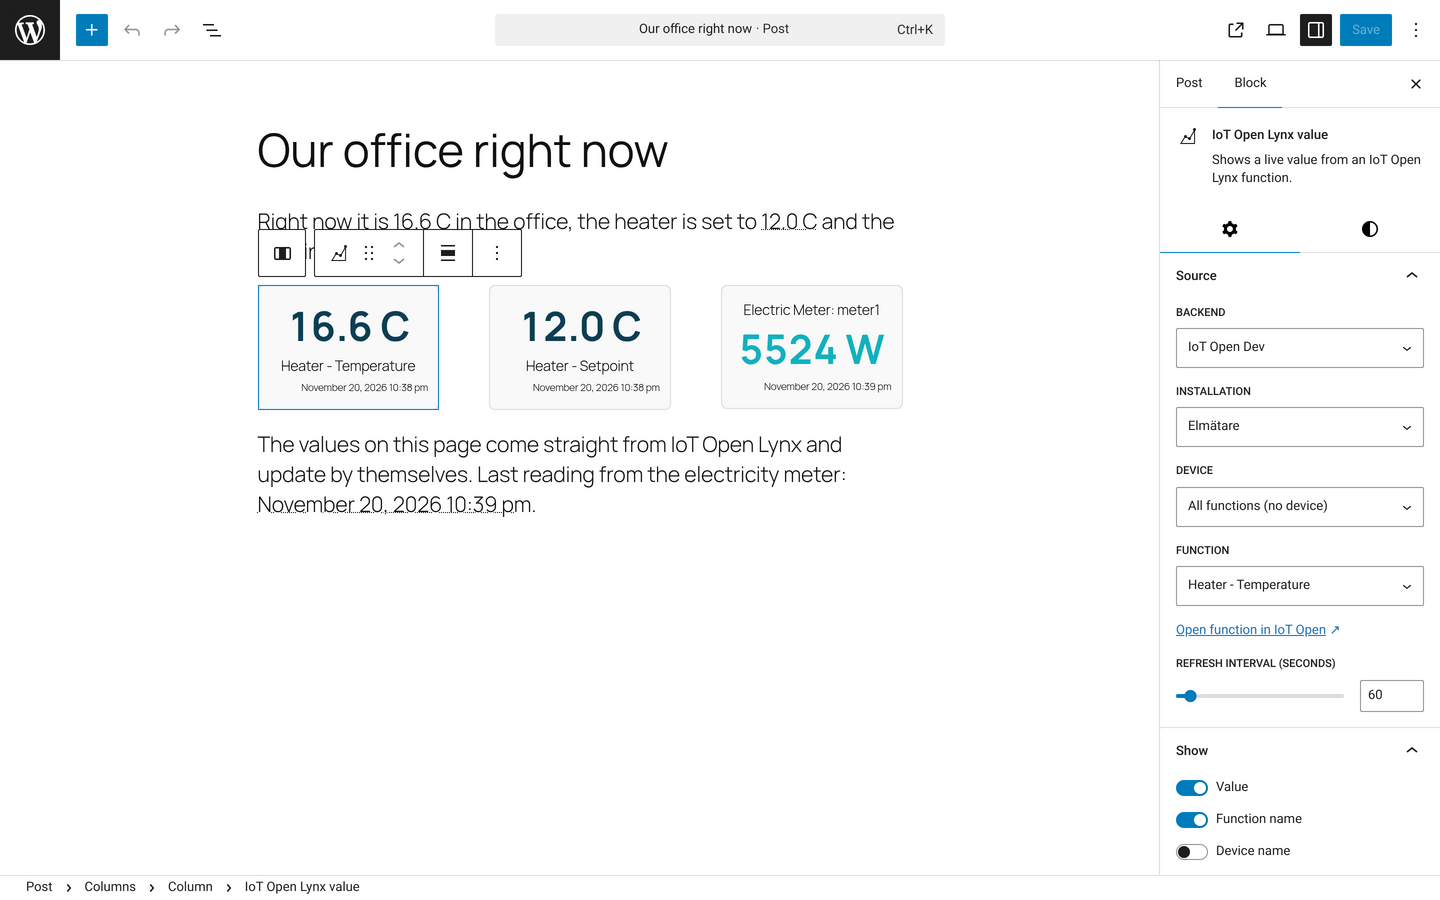 Our office right now · Post
Ctrl+K
Save
Our office right now
Right now it is 16.6 C in the office, the heater is set to 12.0 C and the
16.6 C
Heater - Temperature
November 20, 2026 10:38 pm
12.0 C
Heater - Setpoint
November 20, 2026 10:38 pm
Electric Meter: meter1
5524 W
November 20, 2026 10:39 pm
The values on this page come straight from IoT Open Lynx and
update by themselves. Last reading from the electricity meter:
November 20, 2026 10:39 pm.
Post
Block
IoT Open Lynx value
Shows a live value from an IoT Open
Lynx function.
Source
BACKEND
IoT Open Dev
INSTALLATION
Elmätare
DEVICE
All functions (no device)
FUNCTION
Heater - Temperature
Open function in IoT Open ↗
REFRESH INTERVAL (SECONDS)
60
Show
Value
Function name
Device name
Post › Columns › Column › IoT Open Lynx value